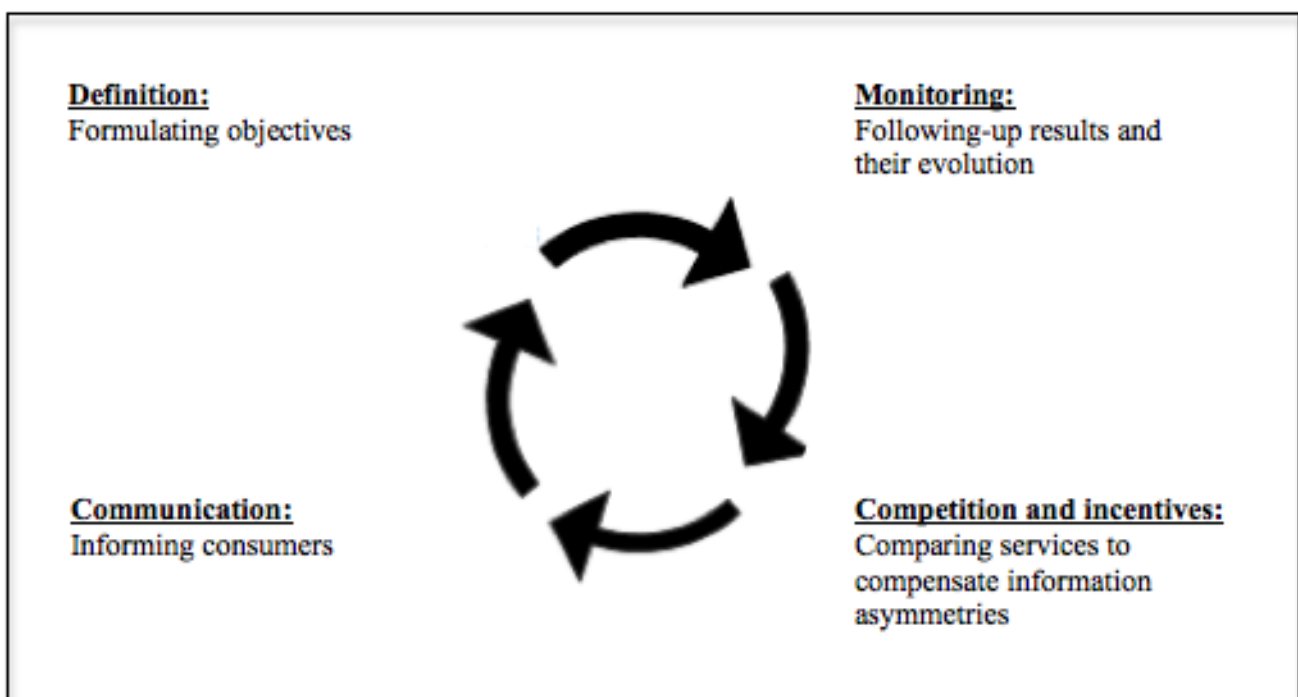 Definition:
Formulating objectives
Monitoring:
Following-up results and
their evolution
Communication:
Informing consumers
Competition and incentives:
Comparing services to
compensate information
asymmetries